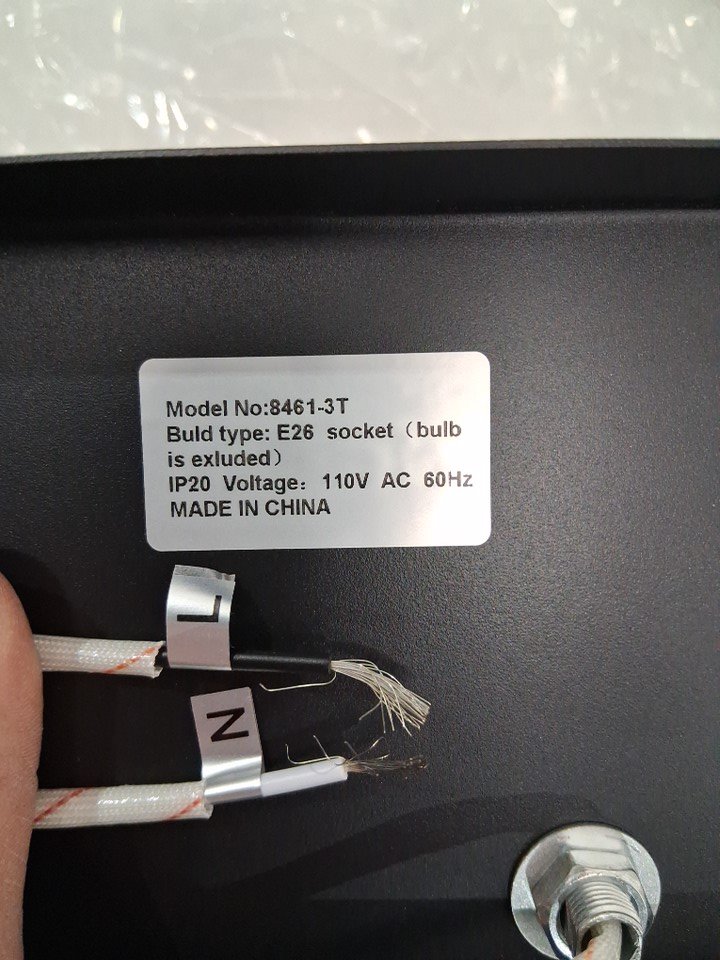 Model No:8461-3T
Buld type: E26 socket（bulb
is exluded）
IP20 Voltage：110V AC 60Hz
MADE IN CHINA
L
N